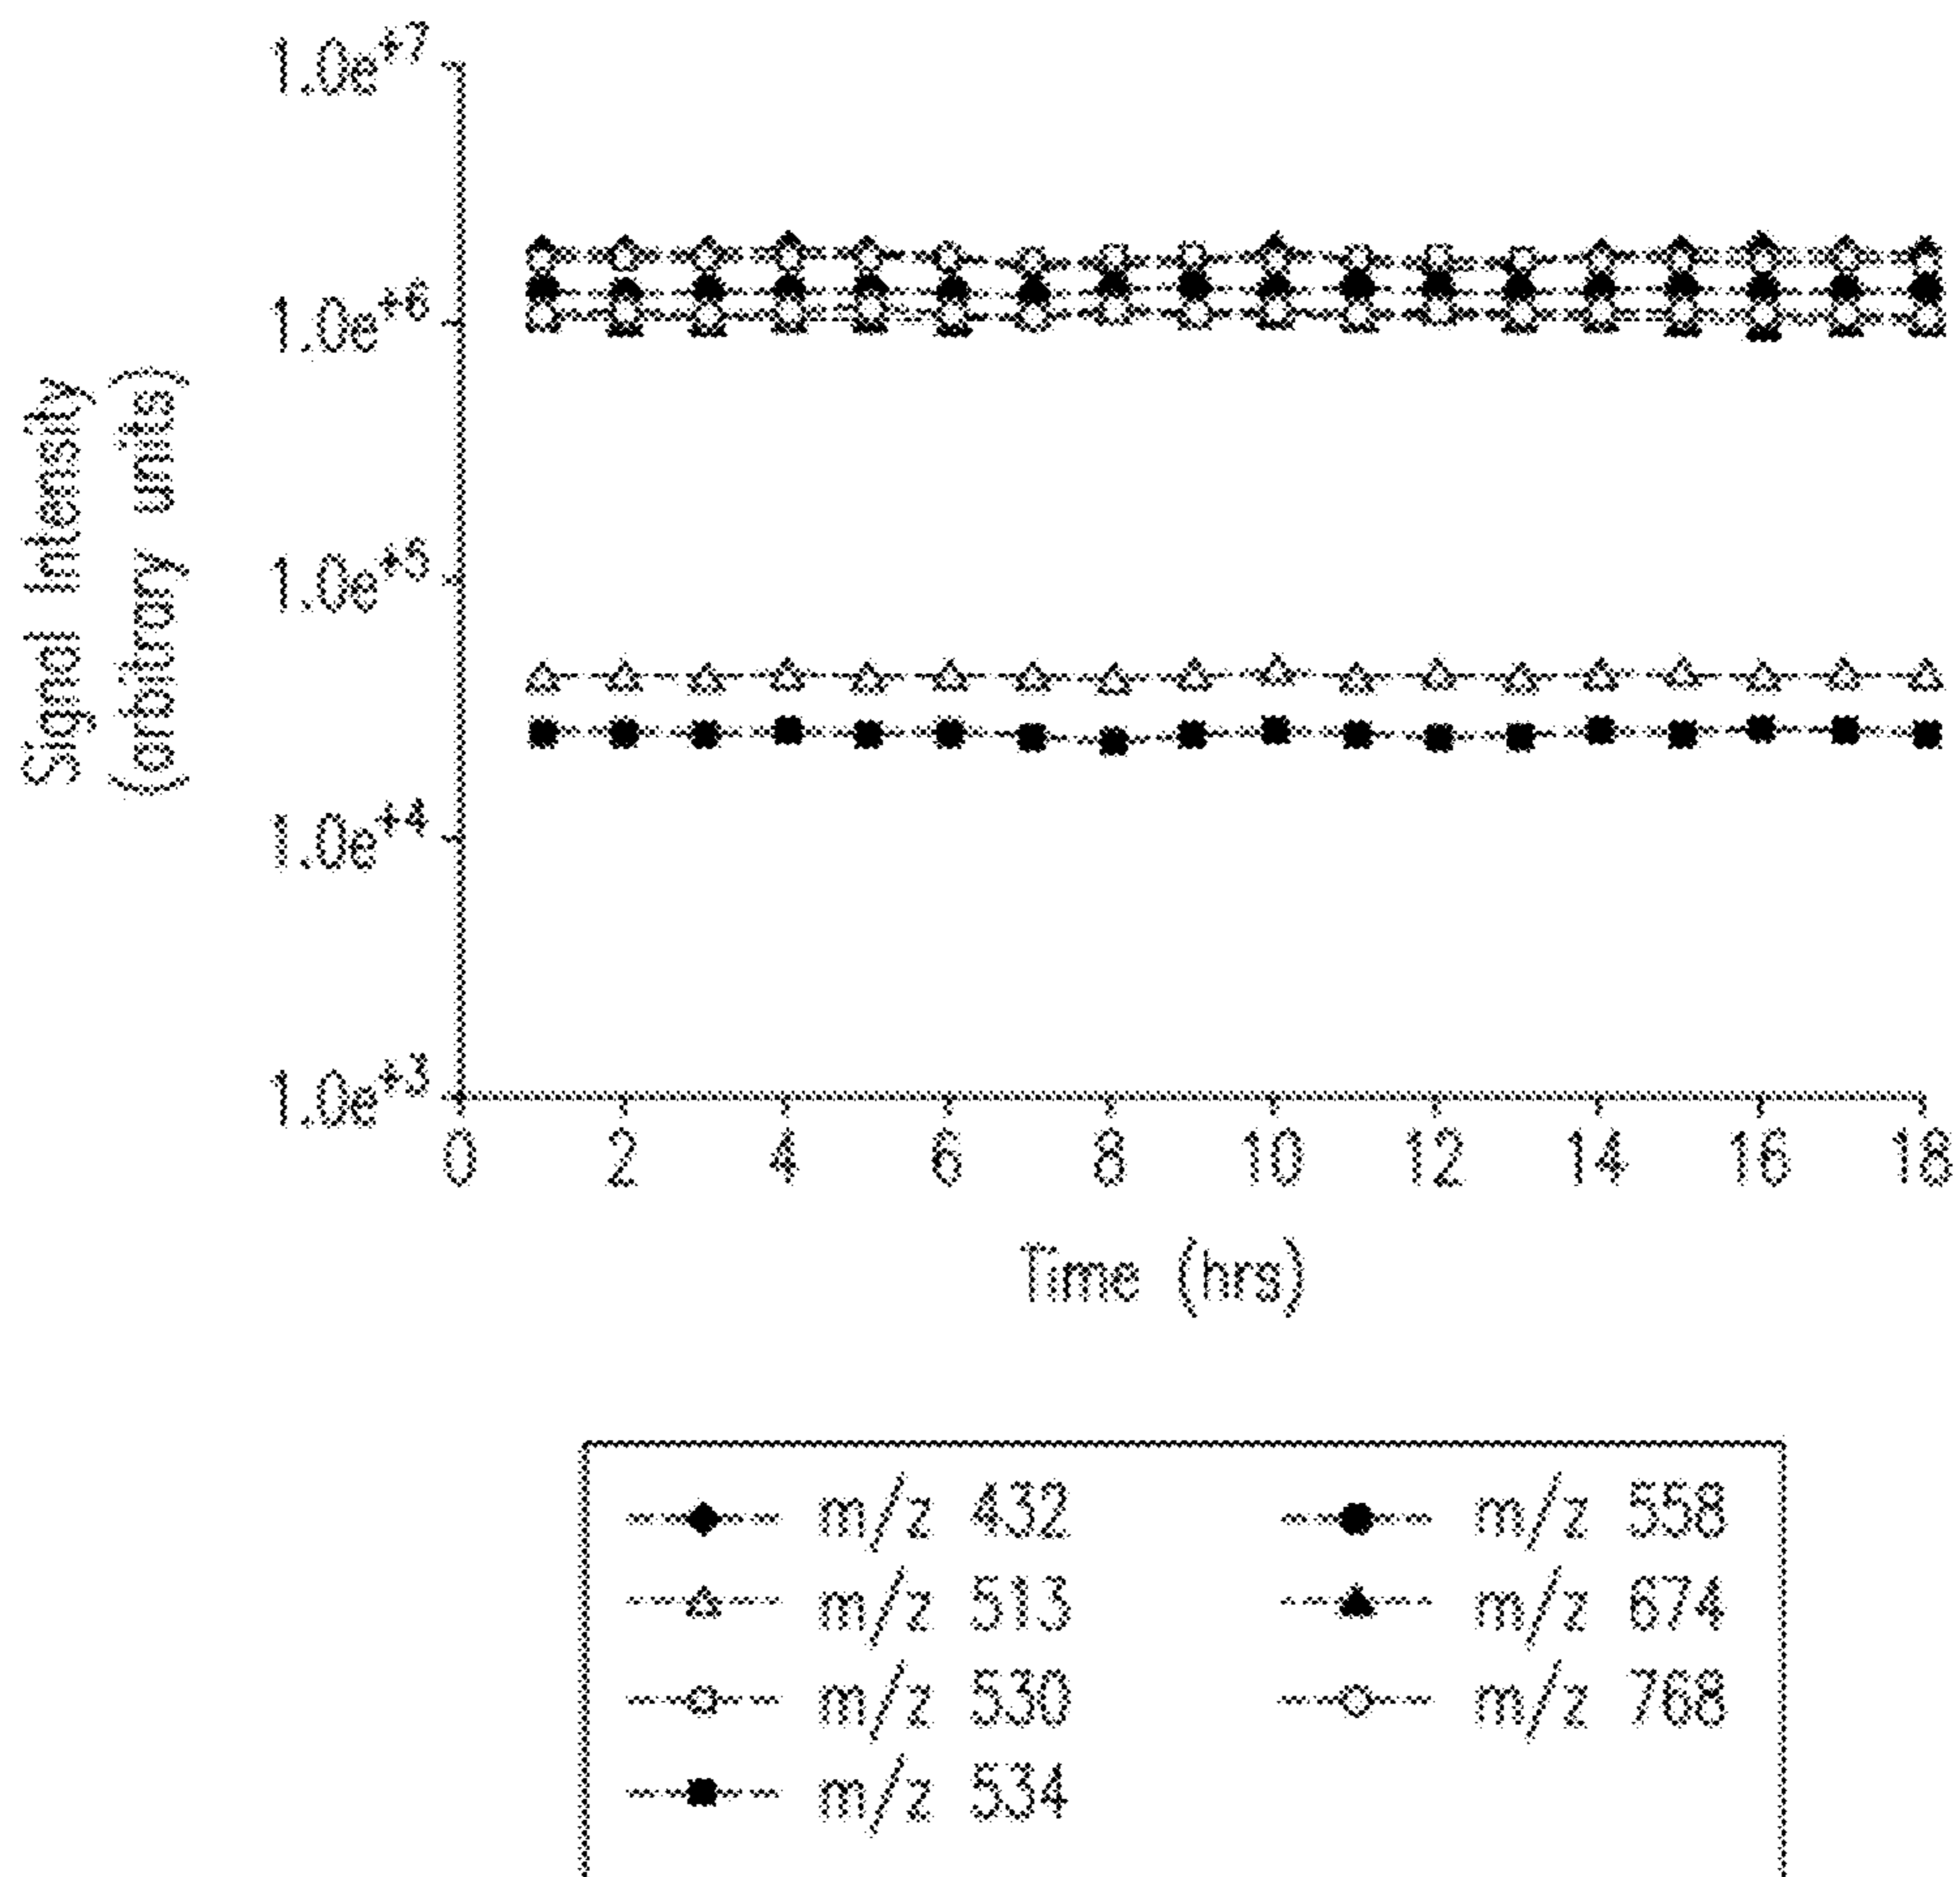 Signal Intensity
(arbitrary units)
1.0e+7
1.0e+6
1.0e+5
1.0e+4
1.0e+3
0 2 4 6 8 10 12 14 16 18
Time (hrs)
m/z 432 m/z 558
m/z 513 m/z 674
m/z 530 m/z 768
m/z 534